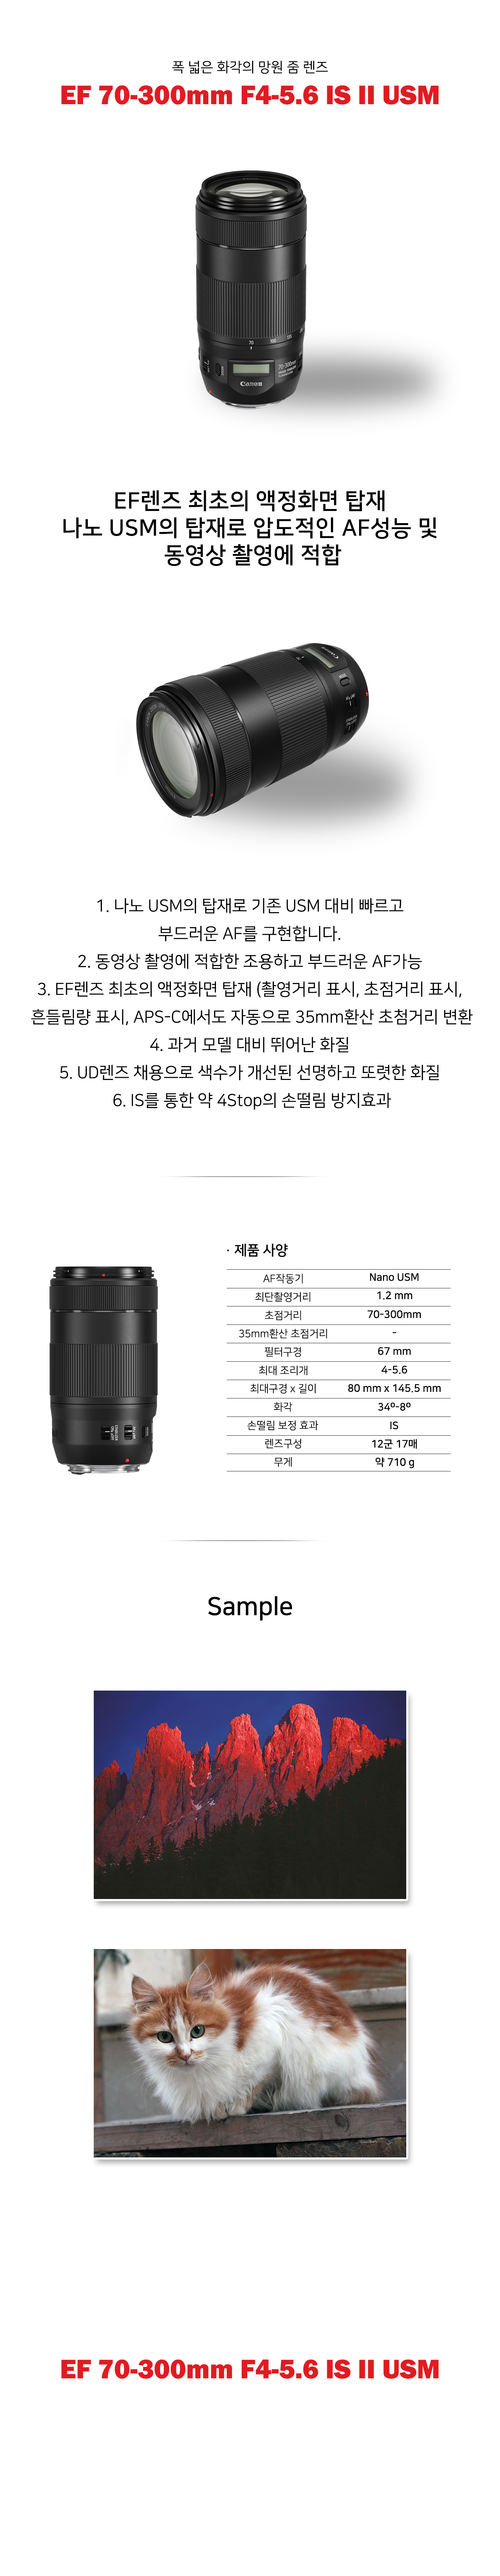 폭 넓은 화각의 망원 줌 렌즈
EF 70-300mm F4-5.6 IS II USM
70 100 135
70-300mm
Canon
EF렌즈 최초의 액정화면 탑재
나노 USM의 탑재로 압도적인 AF성능 및
동영상 촬영에 적합
Canon
1. 나노 USM의 탑재로 기존 USM 대비 빠르고
부드러운 AF를 구현합니다.
2. 동영상 촬영에 적합한 조용하고 부드러운 AF가능
3. EF렌즈 최초의 액정화면 탑재 (촬영거리 표시, 초점거리 표시,
흔들림량 표시, APS-C에서도 자동으로 35mm환산 초첨거리 변환
4. 과거 모델 대비 뛰어난 화질
5. UD렌즈 채용으로 색수가 개선된 선명하고 또렷한 화질
6. IS를 통한 약 4Stop의 손떨림 방지효과
· 제품 사양
AF작동기 Nano USM
최단촬영거리 1.2 mm
초점거리 70-300mm
35mm환산 초점거리 -
필터구경 67 mm
최대 조리개 4-5.6
최대구경 x 길이 80 mm x 145.5 mm
화각 34º-8º
손떨림 보정 효과 IS
렌즈구성 12군 17매
무게 약 710 g
Sample
EF 70-300mm F4-5.6 IS II USM